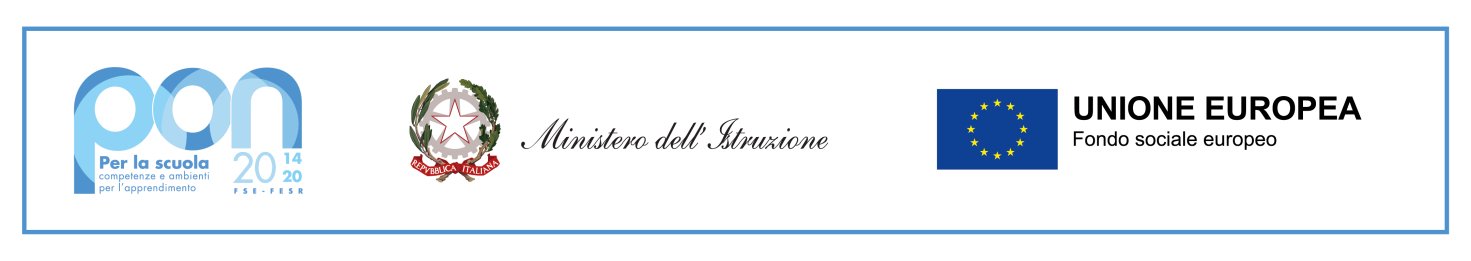 pon
Per la scuola
competenze e ambienti
per l'apprendimento
20 14
20
FSE - FESR
REPVBBLICA ITALIANA
Ministero dell'Istruzione
UNIONE EUROPEA
Fondo sociale europeo